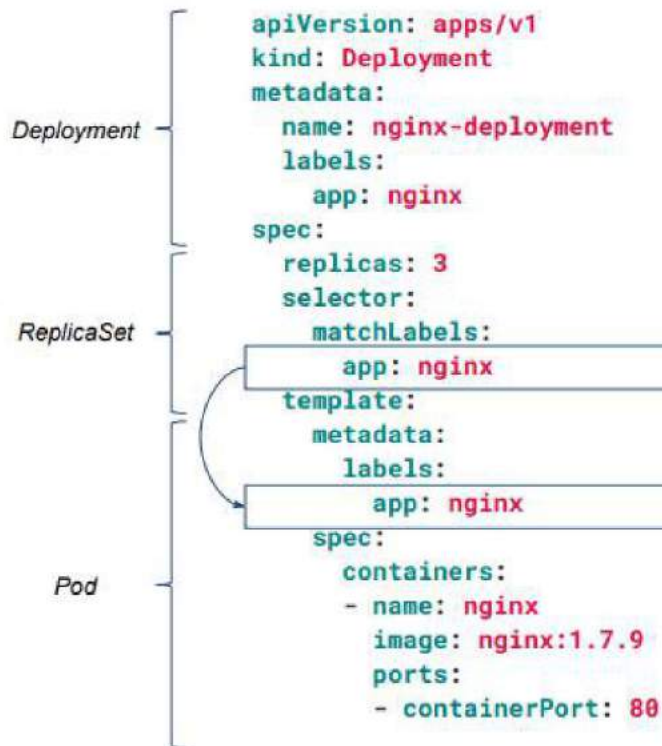 apiVersion: apps/v1
kind: Deployment
metadata:
Deployment
name: nginx-deployment
labels:
app: nginx
spec:
replicas: 3
selector:
ReplicaSet
matchLabels:
app: nginx
template:
metadata:
labels:
app: nginx
spec:
containers:
Pod
- name: nginx
image: nginx:1.7.9
ports:
- containerPort: 80